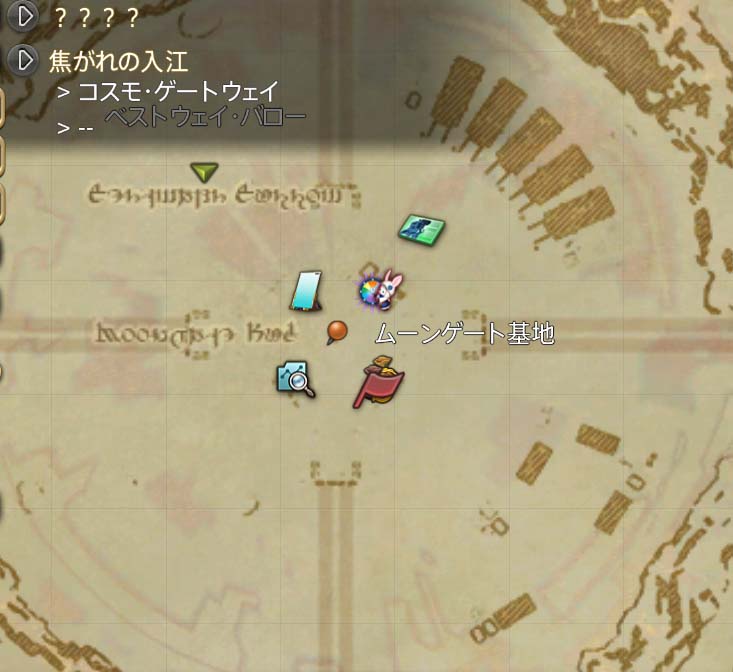 ????
焦がれの入江
> コスモ・ゲートウェイ
ベストウェイ・バロー
> --
ムーンゲート基地